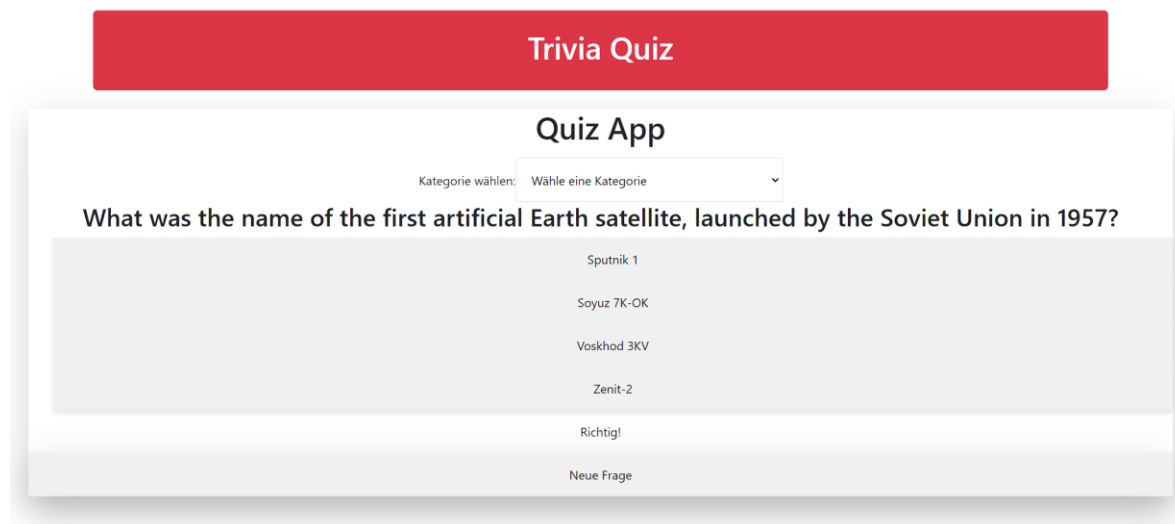 Trivia Quiz
Quiz App
Kategorie wählen: Wähle eine Kategorie
What was the name of the first artificial Earth satellite, launched by the Soviet Union in 1957?
Sputnik 1
Soyuz 7K-OK
Voskhod 3KV
Zenit-2
Richtig!
Neue Frage